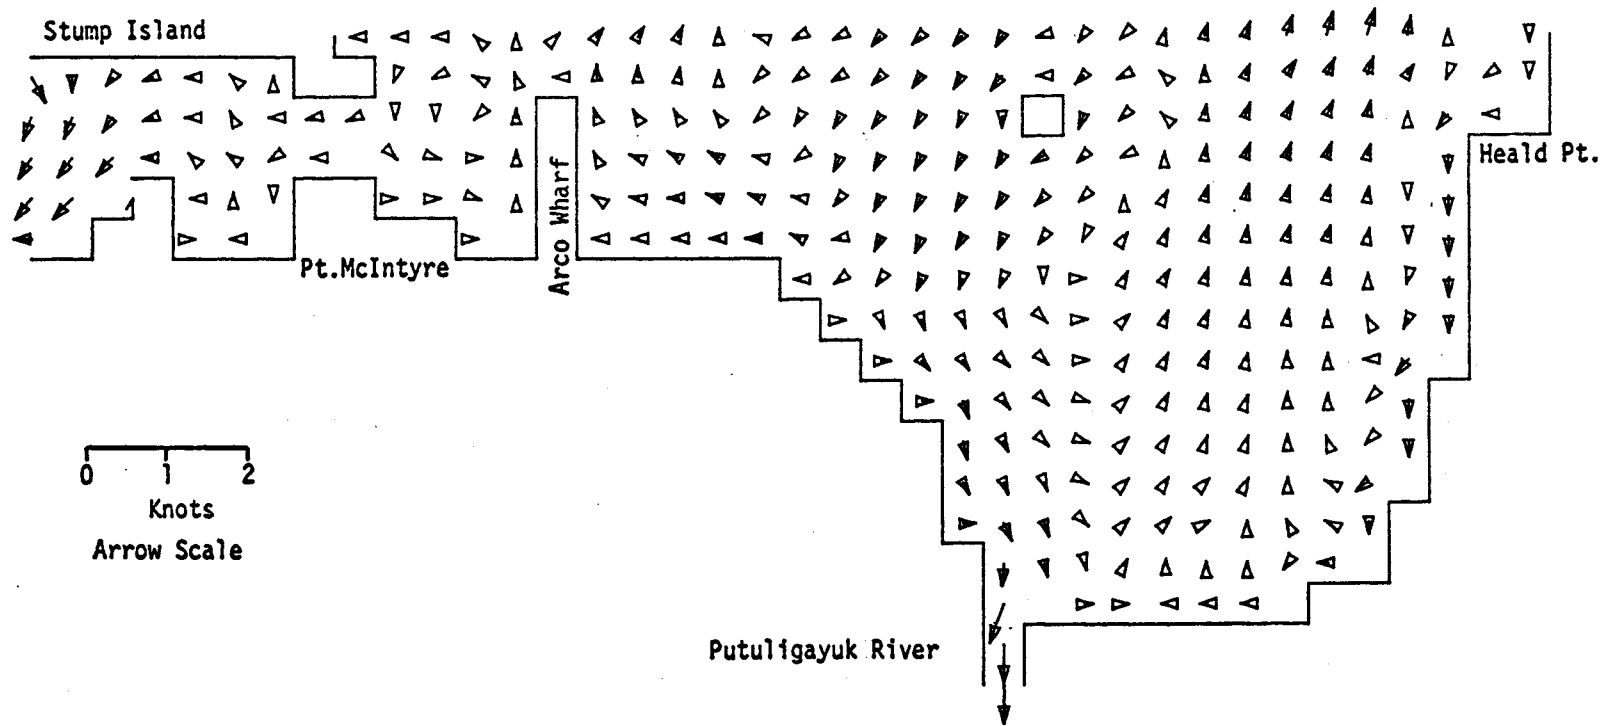 Stump Island
Heald Pt.
Arco Wharf
Pt.McIntyre
0 1 2
Knots
Arrow Scale
Putuligayuk River